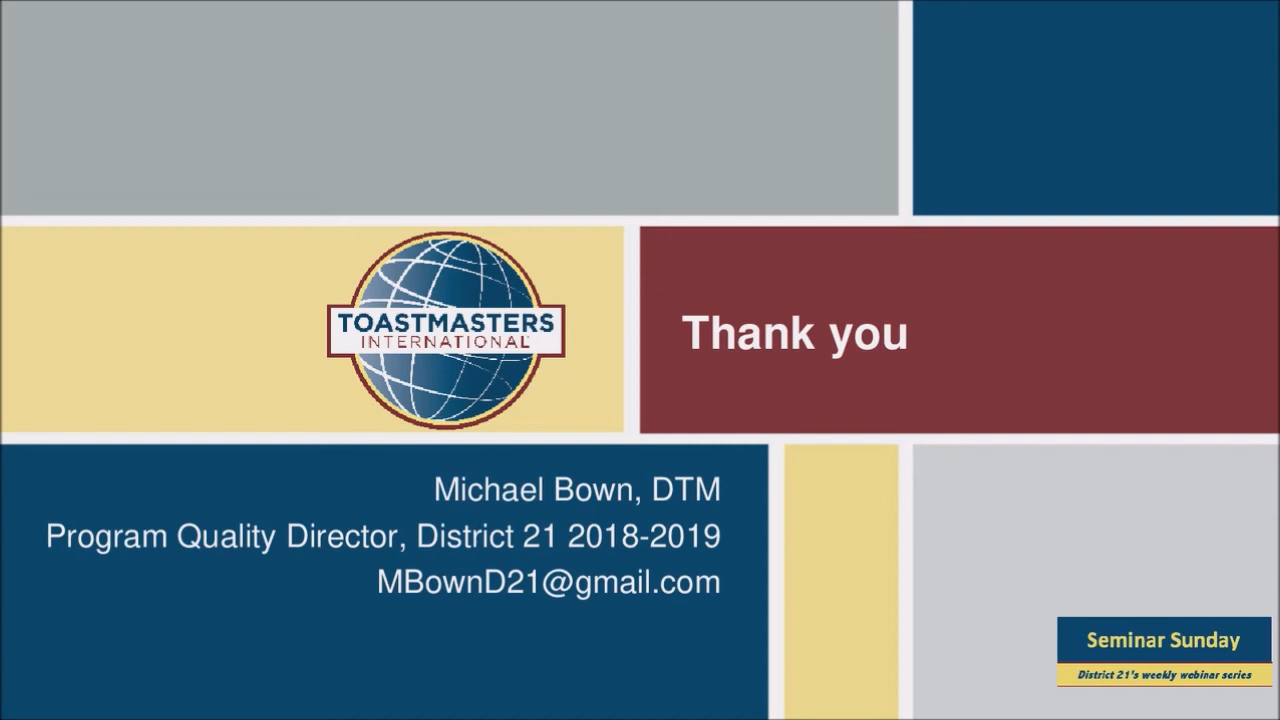 TOASTMASTERS
INTERNATIONAL
Thank you
Michael Bown, DTM
Program Quality Director, District 21 2018-2019
MBownD21@gmail.com
Seminar Sunday
District 21's weekly webinar series